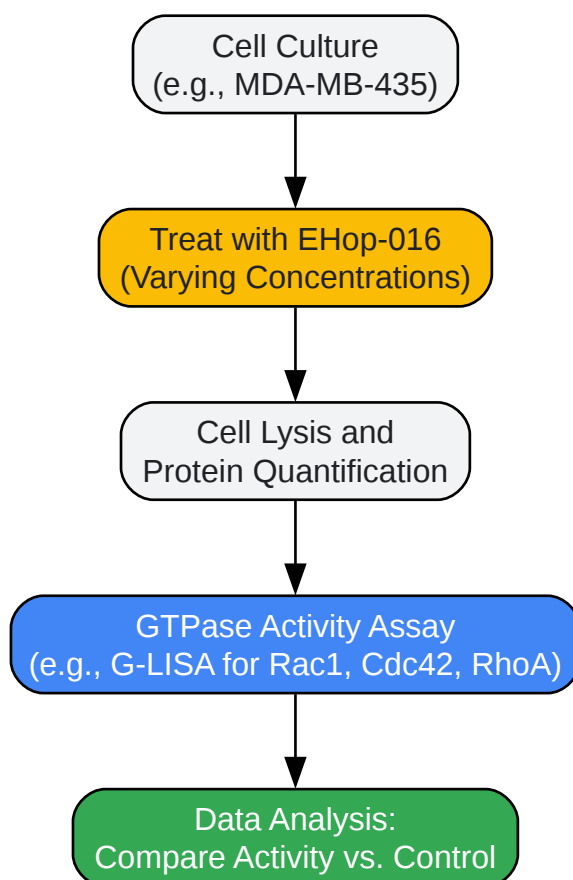 Cell Culture
(e.g., MDA-MB-435)
Treat with EHop-016
(Varying Concentrations)
Cell Lysis and
Protein Quantification
GTPase Activity Assay
(e.g., G-LISA for Rac1, Cdc42, RhoA)
Data Analysis:
Compare Activity vs. Control